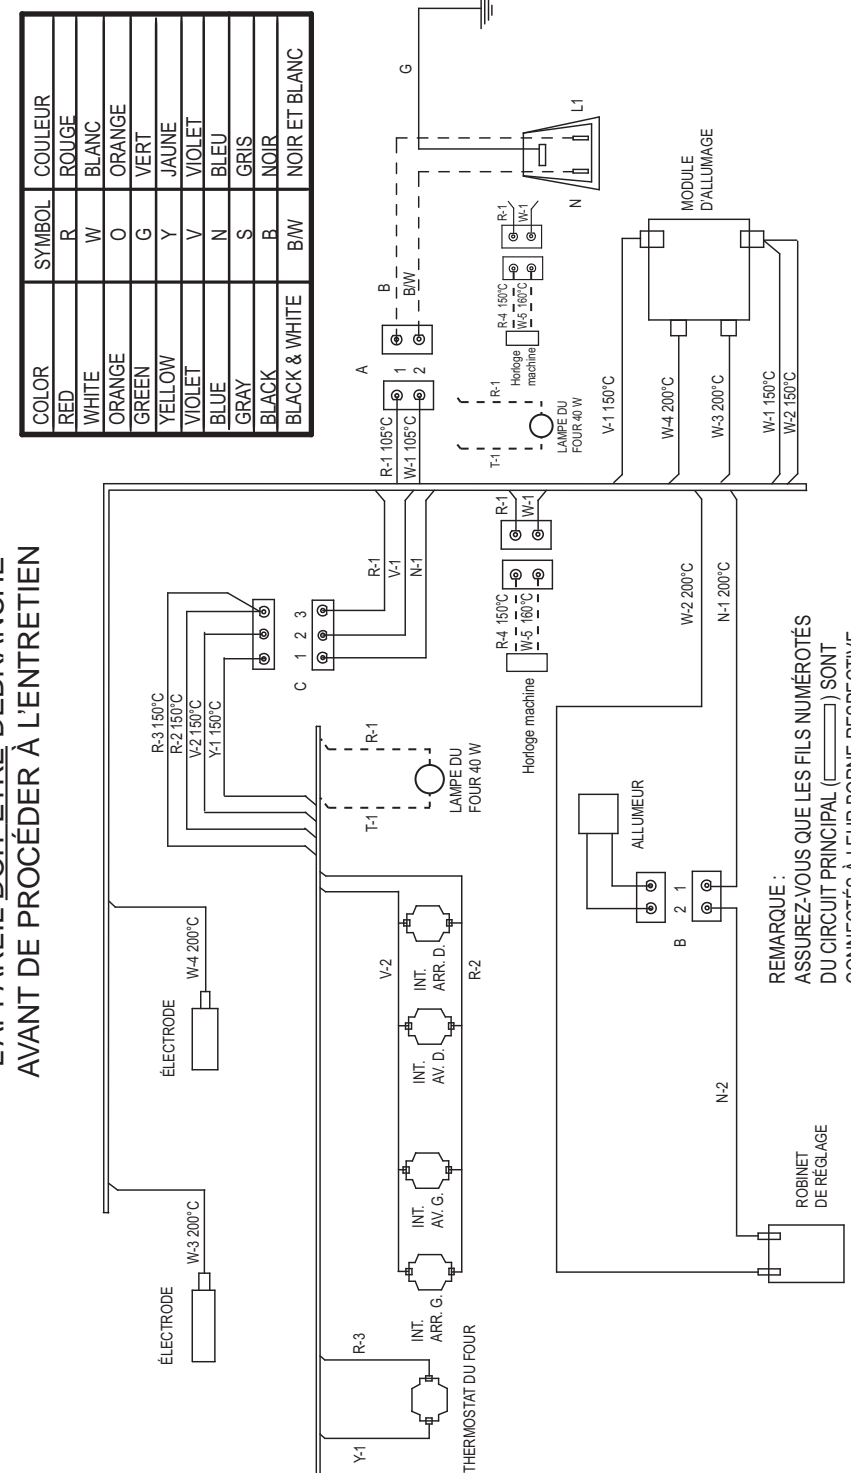 AVANT DE PROCÉDER À L'ENTRETIEN
COLOR SYMBOL COULEUR
RED R ROUGE
WHITE W BLANC
ORANGE O ORANGE
GREEN G VERT
YELLOW Y JAUNE
VIOLET V VIOLET
BLUE N BLEU
GRAY S GRIS
BLACK B NOIR
BLACK & WHITE B/W NOIR ET BLANC
ÉLECTRODE
W-3 200°C
ÉLECTRODE
W-4 200°C
R-3 150°C
R-2 150°C
V-2 150°C
Y-1 150°C
C
1 2 3
R-1
V-1
N-1
R-1 105°C
W-1 105°C
A
1
2
B
B/W
G
N
L1
T-1
R-1
LAMPE DU
FOUR 40 W
R-4 150°C
W-5 160°C
Horloge
machine
R-1
W-1
Y-1
R-3
THERMOSTAT DU FOUR
INT.
ARR. G.
INT.
AV. G.
INT.
AV. D.
INT.
ARR. D.
V-2
R-2
T-1
R-1
LAMPE DU
FOUR 40 W
Horloge machine
R-4 150°C
W-5 160°C
R-1
W-1
V-1 150°C
W-4 200°C
W-3 200°C
W-1 150°C
W-2 150°C
MODULE
D'ALLUMAGE
ALLUMEUR
B
2 1
W-2 200°C
N-1 200°C
N-2
ROBINET
DE RÉGLAGE
REMARQUE :
ASSUREZ-VOUS QUE LES FILS NUMÉROTÉS
DU CIRCUIT PRINCIPAL ( ) SONT